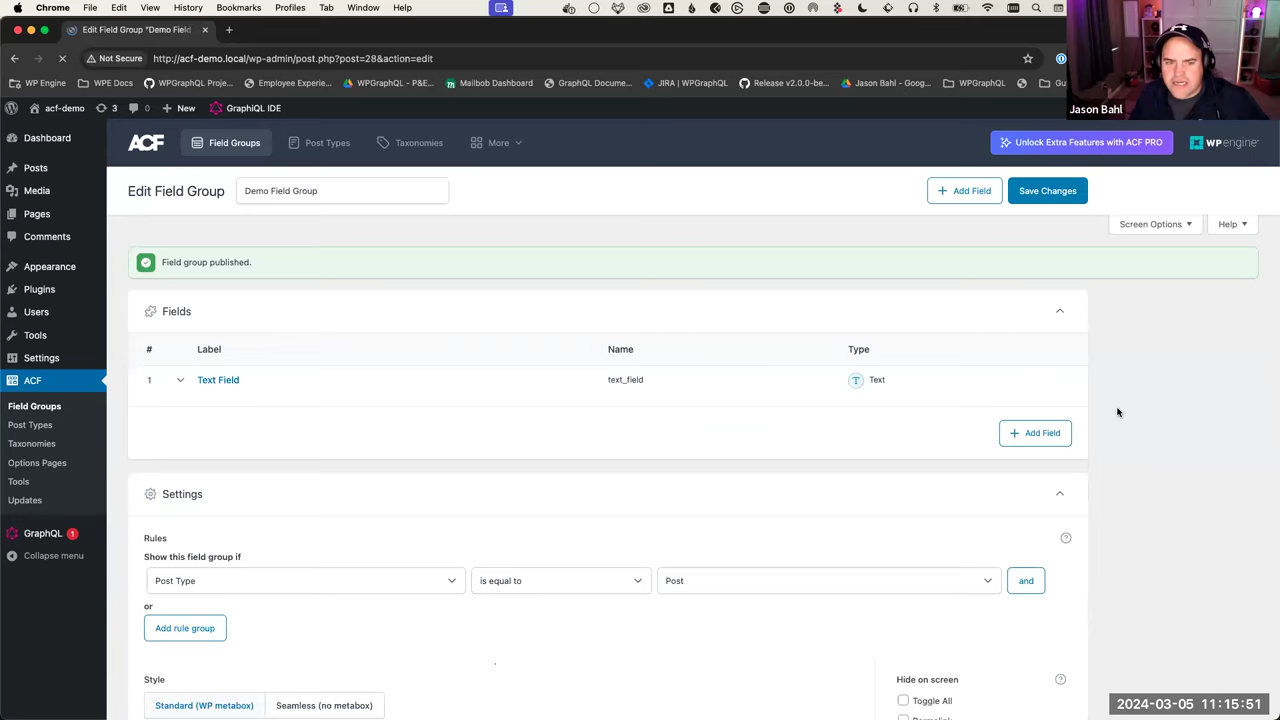 Chrome File Edit View History Bookmarks Profiles Tab Window Help
Edit Field Group "Demo Field
Not Secure http://acf-demo.local/wp-admin/post.php?post=28&action=edit
WP Engine WPE Docs WPGraphQL Proje... Employee Experience... WPGraphQL - P&E... Mailtrap Dashboard GraphQL Docume... JIRA | WPGraphQL Release v2.0.0-be... Jason Bahl - Goog... WPGraphQL
Jason Bahl
acf-demo 3 0 New GraphiQL IDE
Dashboard
Posts
Media
Pages
Comments
Appearance
Plugins
Users
Tools
Settings
ACF
Field Groups
Post Types
Taxonomies
Options Pages
Tools
Updates
GraphQL 1
Collapse menu
ACF Field Groups Post Types Taxonomies More Unlock Extra Features with ACF PRO WP engine
Edit Field Group Demo Field Group + Add Field Save Changes
Screen Options Help
Field group published.
Fields
# Label Name Type
1 Text Field text_field T Text
+ Add Field
Settings
Rules
Show this field group if
Post Type is equal to Post and
or
Add rule group
Style
Standard (WP metabox) Seamless (no metabox)
Hide on screen
Toggle All
2024-03-05 11:15:51